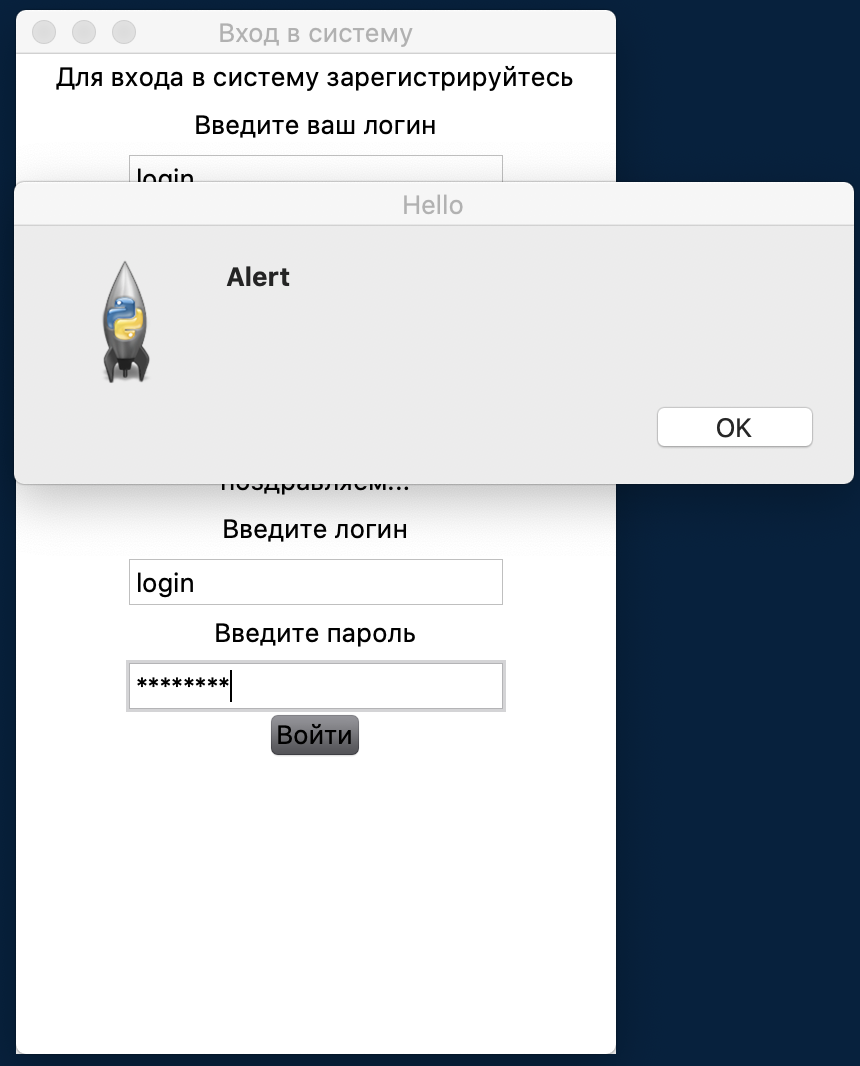 Вход в систему
Для входа в систему зарегистрируйтесь
Введите ваш логин
login
Hello
Alert
OK
поздравляем...
Введите логин
login
Введите пароль
********
Войти